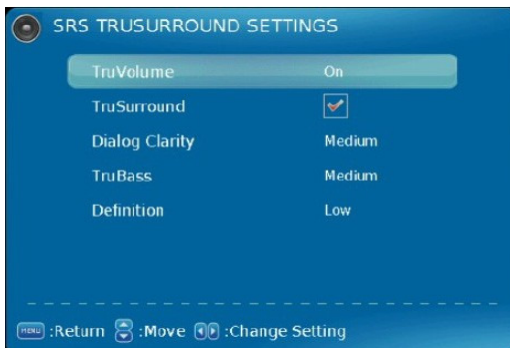 SRS TRUSURROUND SETTINGS
TruVolume On
TruSurround
Dialog Clarity Medium
TruBass Medium
Definition Low
MENU :Return :Move :Change Setting